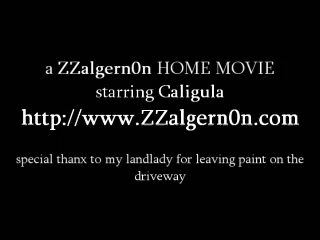 a ZZalgern0n HOME MOVIE
starring Caligula
http://www.ZZalgern0n.com
special thanx to my landlady for leaving paint on the
driveway